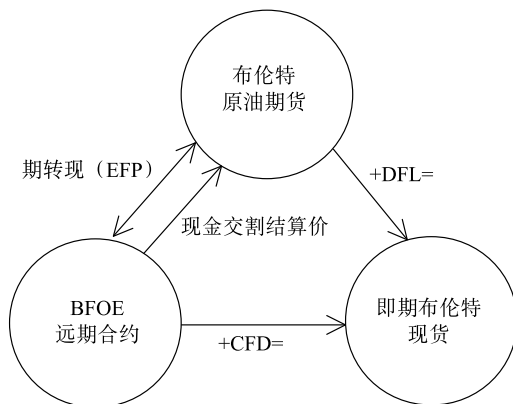 布伦特
原油期货
期转现（EFP）
+DFL=
现金交割结算价
BFOE
远期合约
即期布伦特
现货
+CFD=